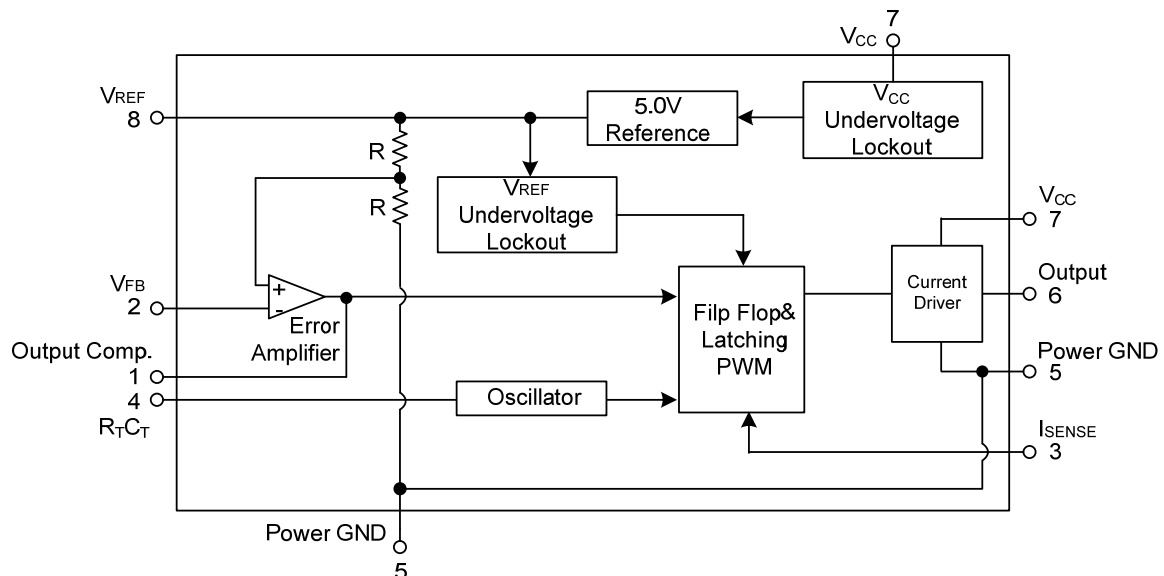 7
VCC
VREF
8
5.0V
Reference
VCC
Undervoltage
Lockout
R
R
VREF
Undervoltage
Lockout
VCC
7
VFB
2
+
-
Error
Amplifier
Filp Flop&
Latching
PWM
Current
Driver
Output
6
Output Comp.
1
4
RTCT
Oscillator
Power GND
5
ISENSE
3
Power GND
5